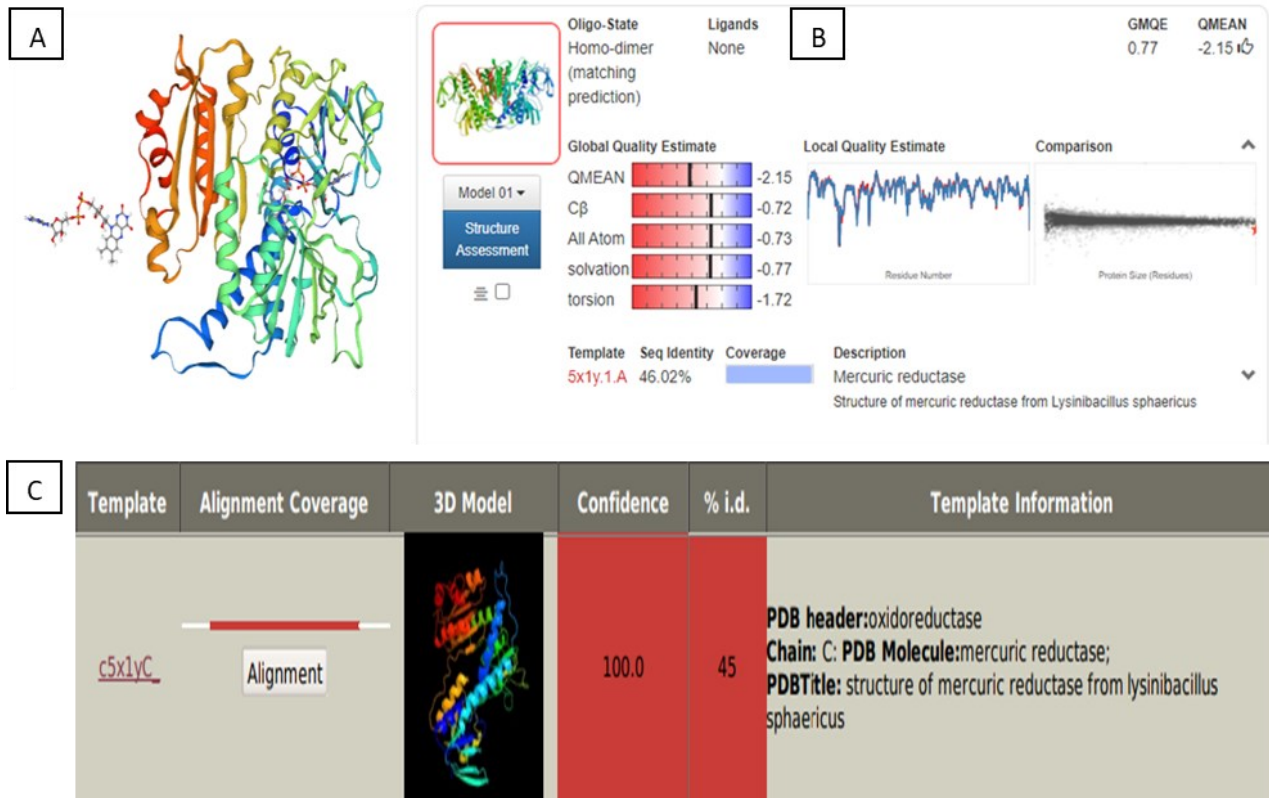 A
Oligo-State
Homo-dimer
(matching
prediction)
Ligands
None
B
GMQE
0.77
QMEAN
-2.15
Model 01
Structure
Assessment
Global Quality Estimate
QMEAN -2.15
Cβ -0.72
All Atom -0.73
solvation -0.77
torsion -1.72
Local Quality Estimate
Residue Number
Comparison
Protein Size (Residues)
Template Seq Identity Coverage Description
5x1y.1.A 46.02% Mercuric reductase
Structure of mercuric reductase from Lysinibacillus sphaericus
C
Template Alignment Coverage 3D Model Confidence % i.d. Template Information
c5x1yC_
Alignment
100.0
45
PDB header:oxidoreductase
Chain: C: PDB Molecule:mercuric reductase;
PDBTitle: structure of mercuric reductase from lysinibacillus
sphaericus